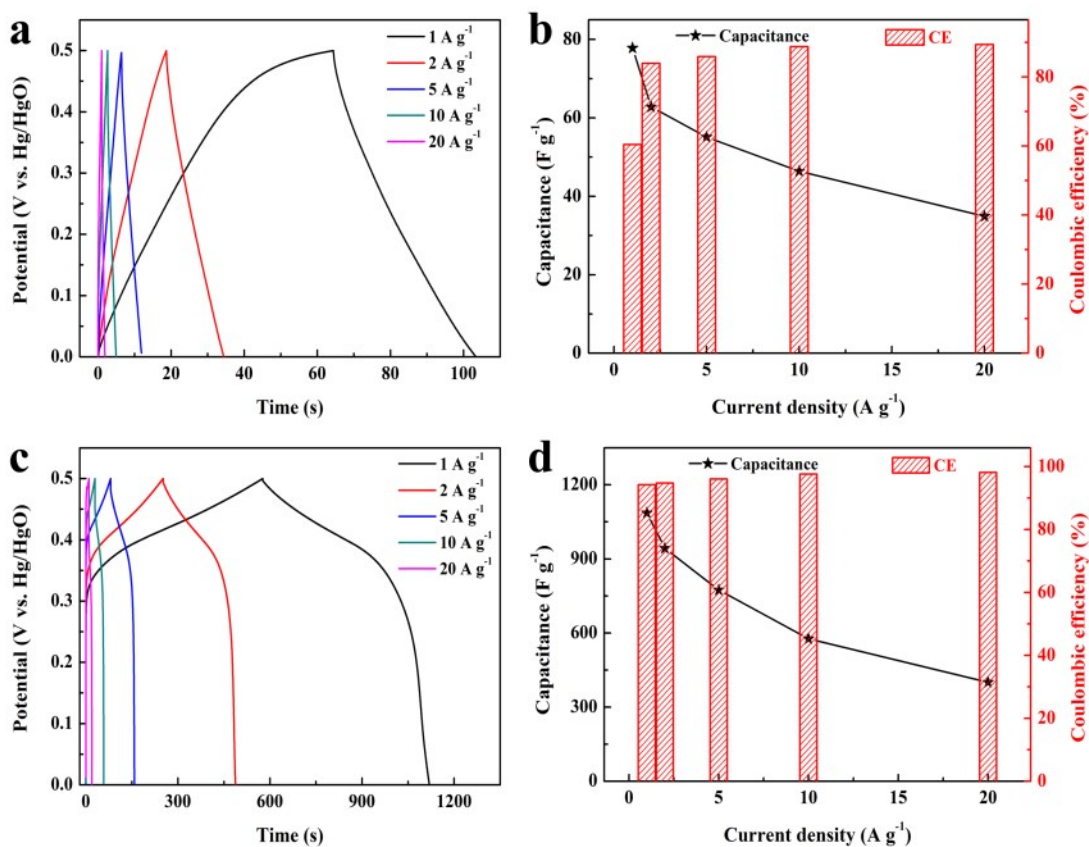 a
1 A g⁻¹
2 A g⁻¹
5 A g⁻¹
10 A g⁻¹
20 A g⁻¹
Potential (V vs. Hg/HgO)
0.5
0.4
0.3
0.2
0.1
0.0
0 20 40 60 80 100
Time (s)
b
Capacitance
CE
Capacitance (F g⁻¹)
80
60
40
20
0
Coulombic efficiency (%)
80
60
40
20
0
0 5 10 15 20
Current density (A g⁻¹)
c
1 A g⁻¹
2 A g⁻¹
5 A g⁻¹
10 A g⁻¹
20 A g⁻¹
Potential (V vs. Hg/HgO)
0.5
0.4
0.3
0.2
0.1
0.0
0 300 600 900 1200
Time (s)
d
Capacitance
CE
Capacitance (F g⁻¹)
1200
900
600
300
0
Coulombic efficiency (%)
100
80
60
40
20
0
0 5 10 15 20
Current density (A g⁻¹)